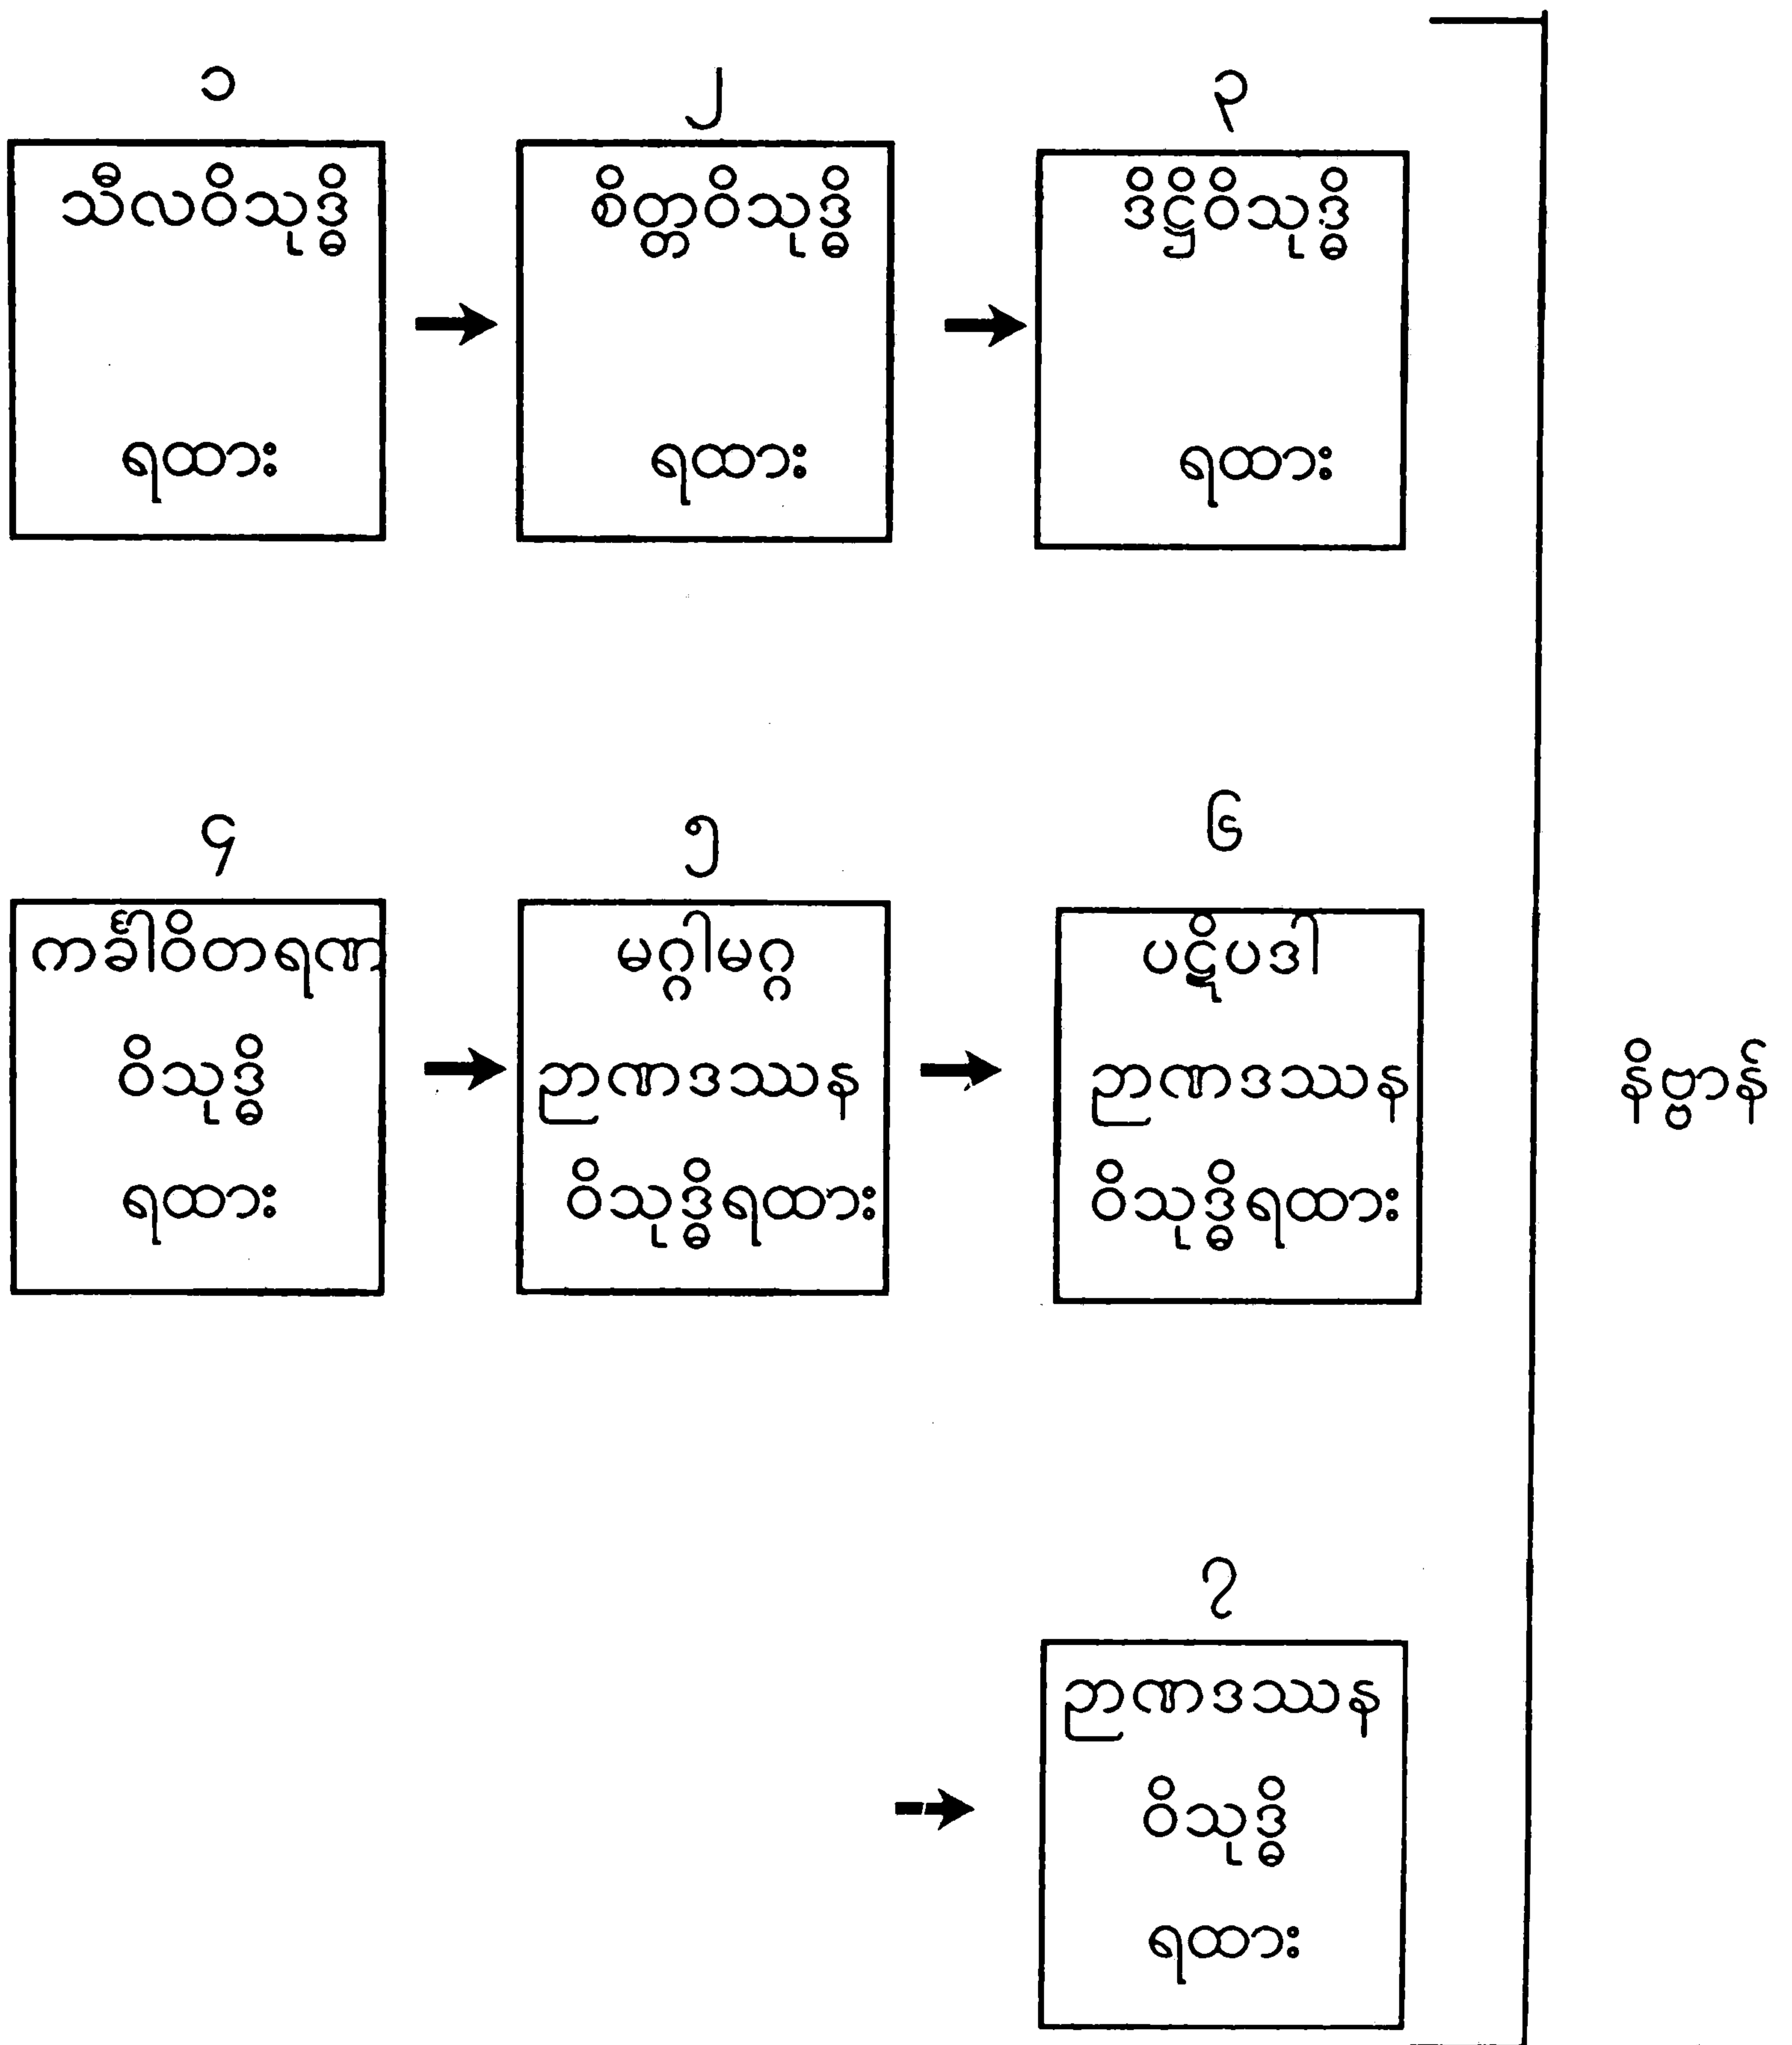 ၁
သီလဝိသုဒ္ဓိ
ရထား
၂
စိတ္တဝိသုဒ္ဓိ
ရထား
၃
ဒိဋ္ဌိဝိသုဒ္ဓိ
ရထား
၄
ကင်္ခါဝိတရဏ
ဝိသုဒ္ဓိ
ရထား
၅
မဂ္ဂါမဂ္ဂ
ဉာဏဒဿန
ဝိသုဒ္ဓိရထား
၆
ပဋိပဒါ
ဉာဏဒဿန
ဝိသုဒ္ဓိရထား
၇
ဉာဏဒဿန
ဝိသုဒ္ဓိ
ရထား
နိဗ္ဗာန်